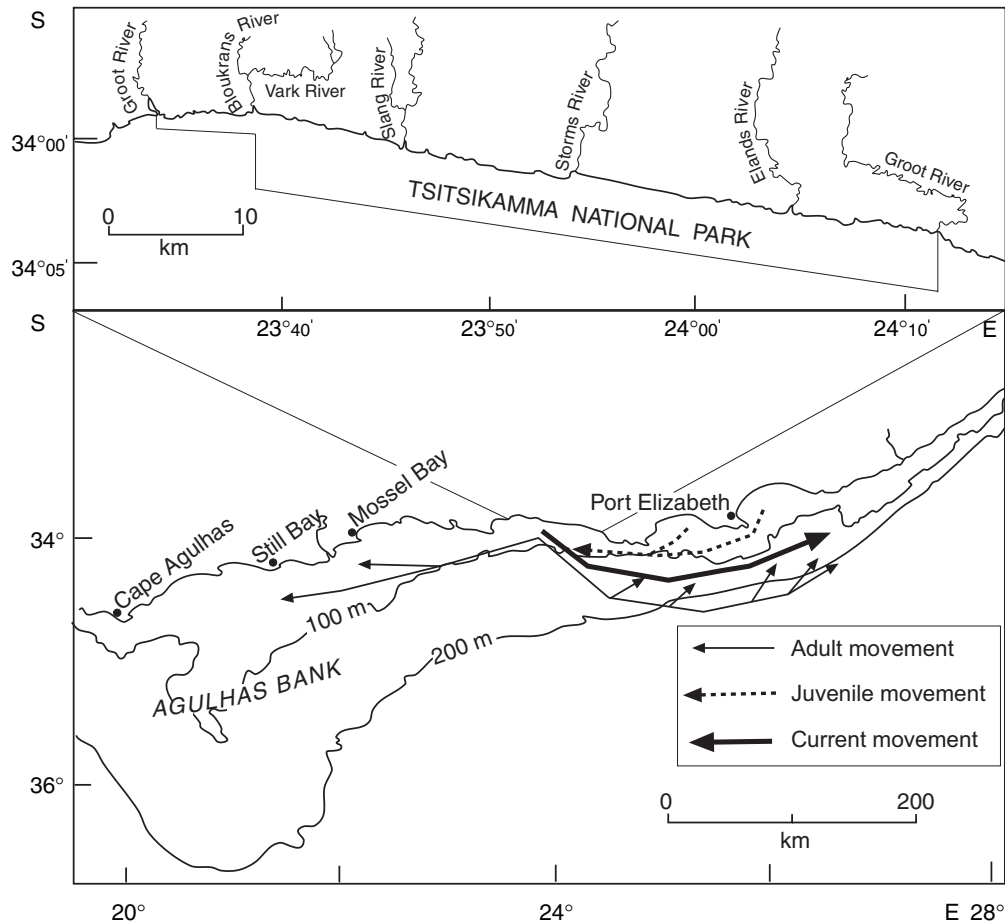 S
Groot River
Bloukrans River
Vark River
Slang River
Storms River
Elands River
Groot River
34°00'
TSITSIKAMMA NATIONAL PARK
0 10
km
34°05'
S
23°40' 23°50' 24°00' 24°10' E
Mossel Bay
Port Elizabeth
Still Bay
Cape Agulhas
34°
100 m
200 m
AGULHAS BANK
Adult movement
Juvenile movement
Current movement
36°
0 200
km
20° 24° E 28°